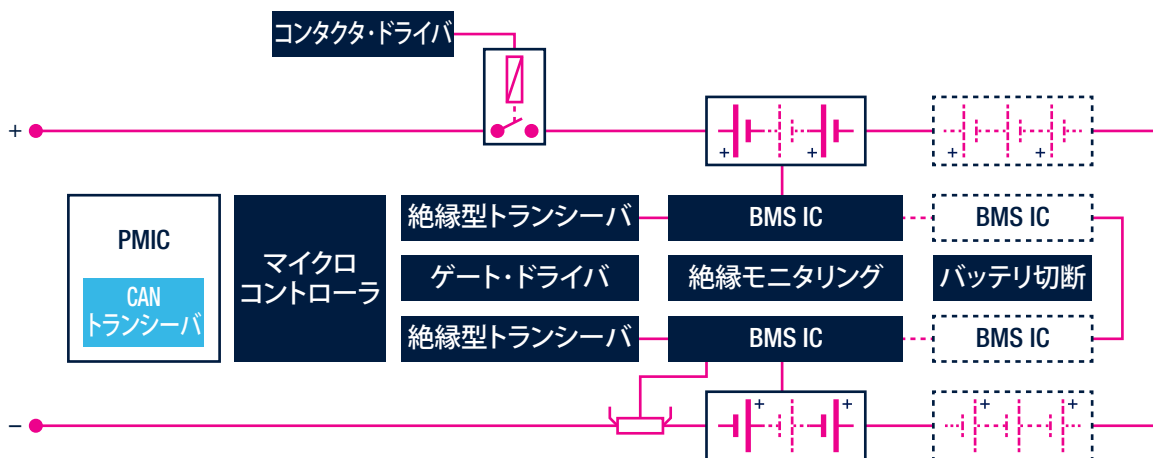 コンタクタ・ドライバ
+
+ +
+ +
PMIC
CAN
トランシーバ
マイクロ
コントローラ
絶縁型トランシーバ
BMS IC
BMS IC
ゲート・ドライバ
絶縁モニタリング
バッテリ切断
絶縁型トランシーバ
BMS IC
BMS IC
−
+ +
+ +